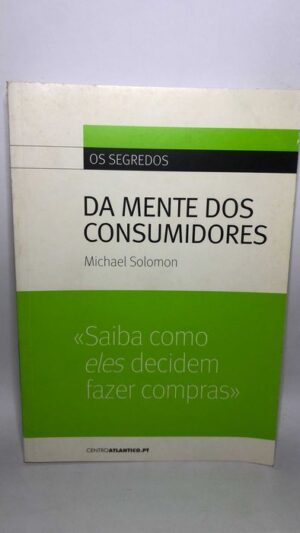 OS SEGREDOS
DA MENTE DOS
CONSUMIDORES
Michael Solomon
«Saiba como
eles decidem
fazer compras»
CENTROATLANTICO.PT